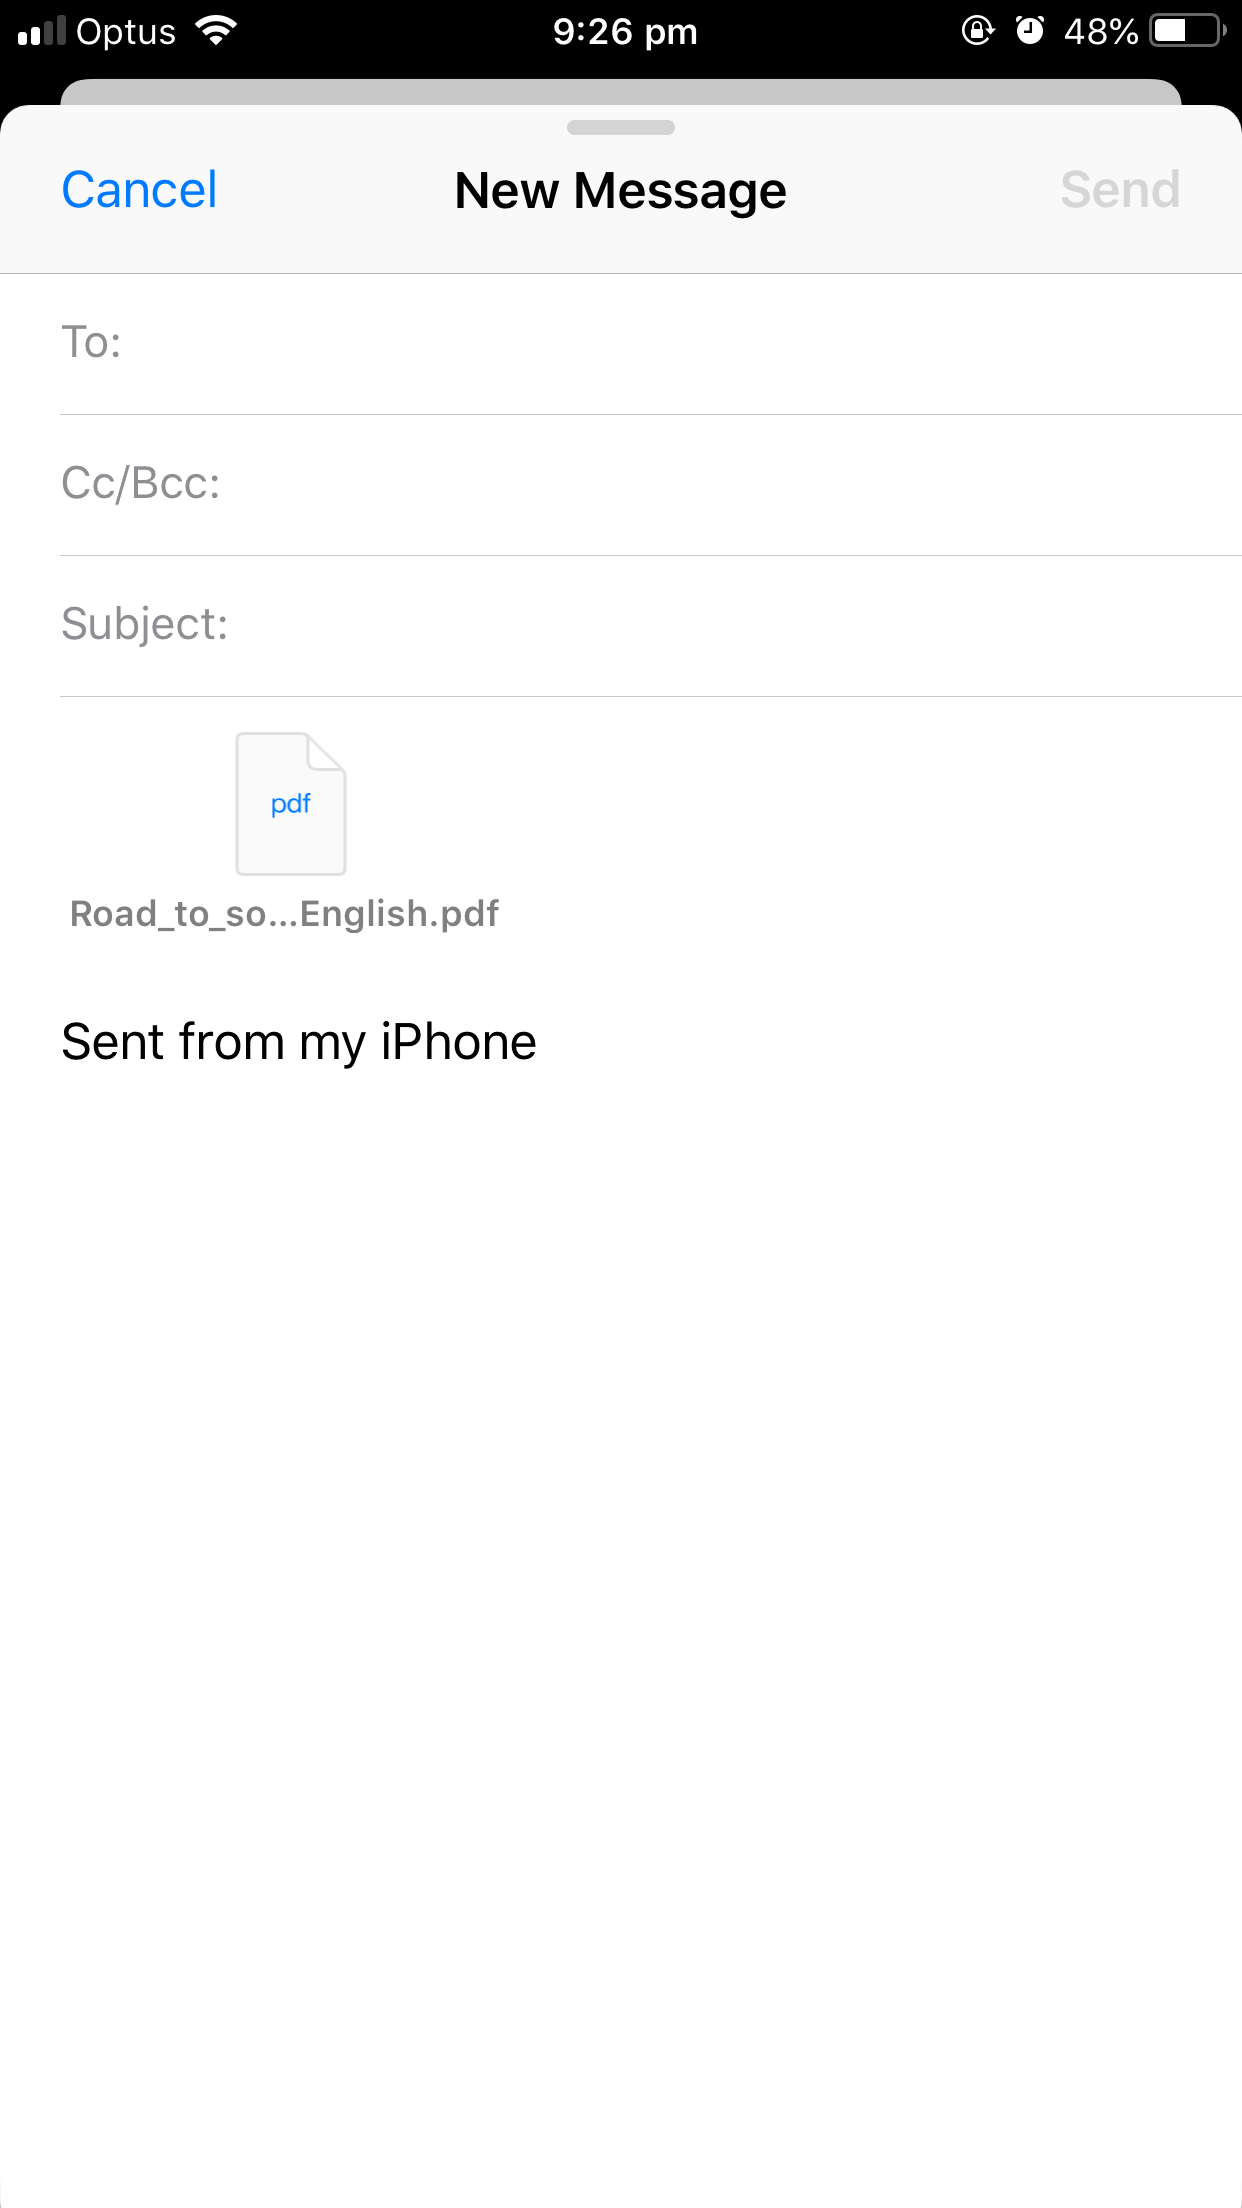 Optus 9:26 pm 48%
Cancel New Message Send
To:
Cc/Bcc:
Subject:
pdf
Road_to_so...English.pdf
Sent from my iPhone